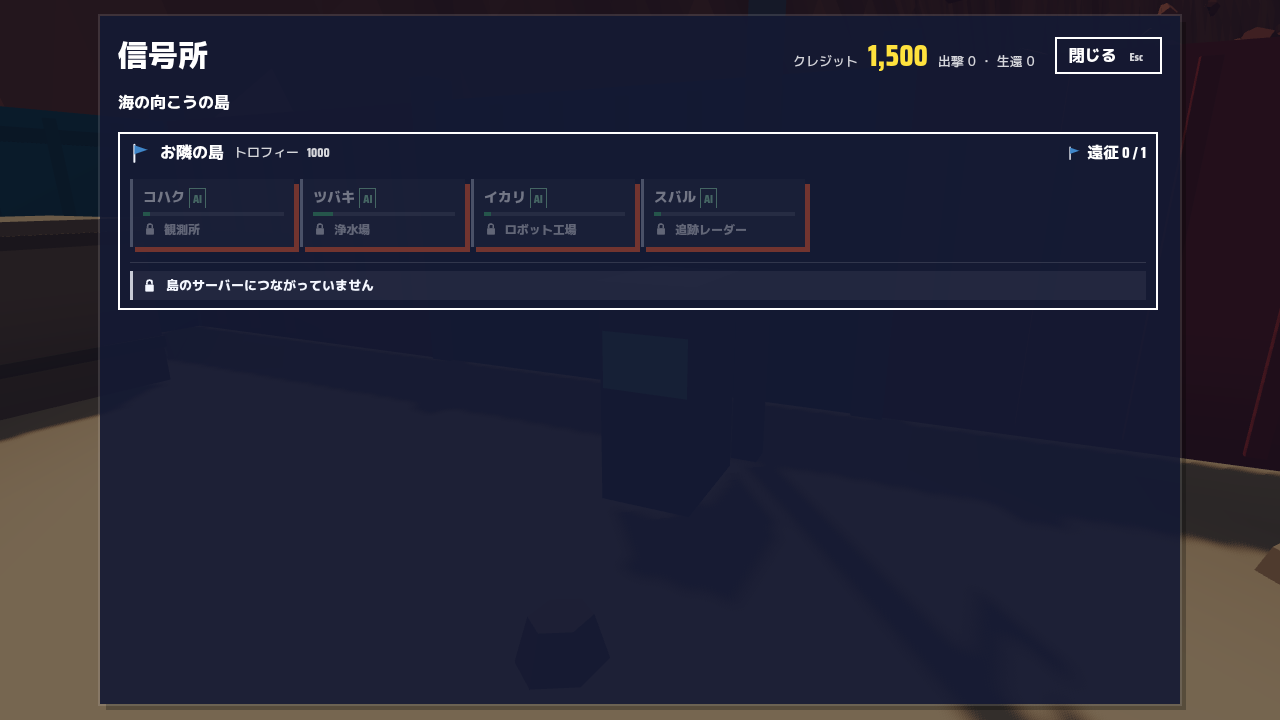 信号所
クレジット 1,500 出撃 0 · 生還 0
閉じる Esc
海の向こうの島
お隣の島 トロフィー 1000
遠征 0 / 1
コハク AI
観測所
ツバキ AI
浄水場
イカリ AI
ロボット工場
スバル AI
追跡レーダー
島のサーバーにつながっていません